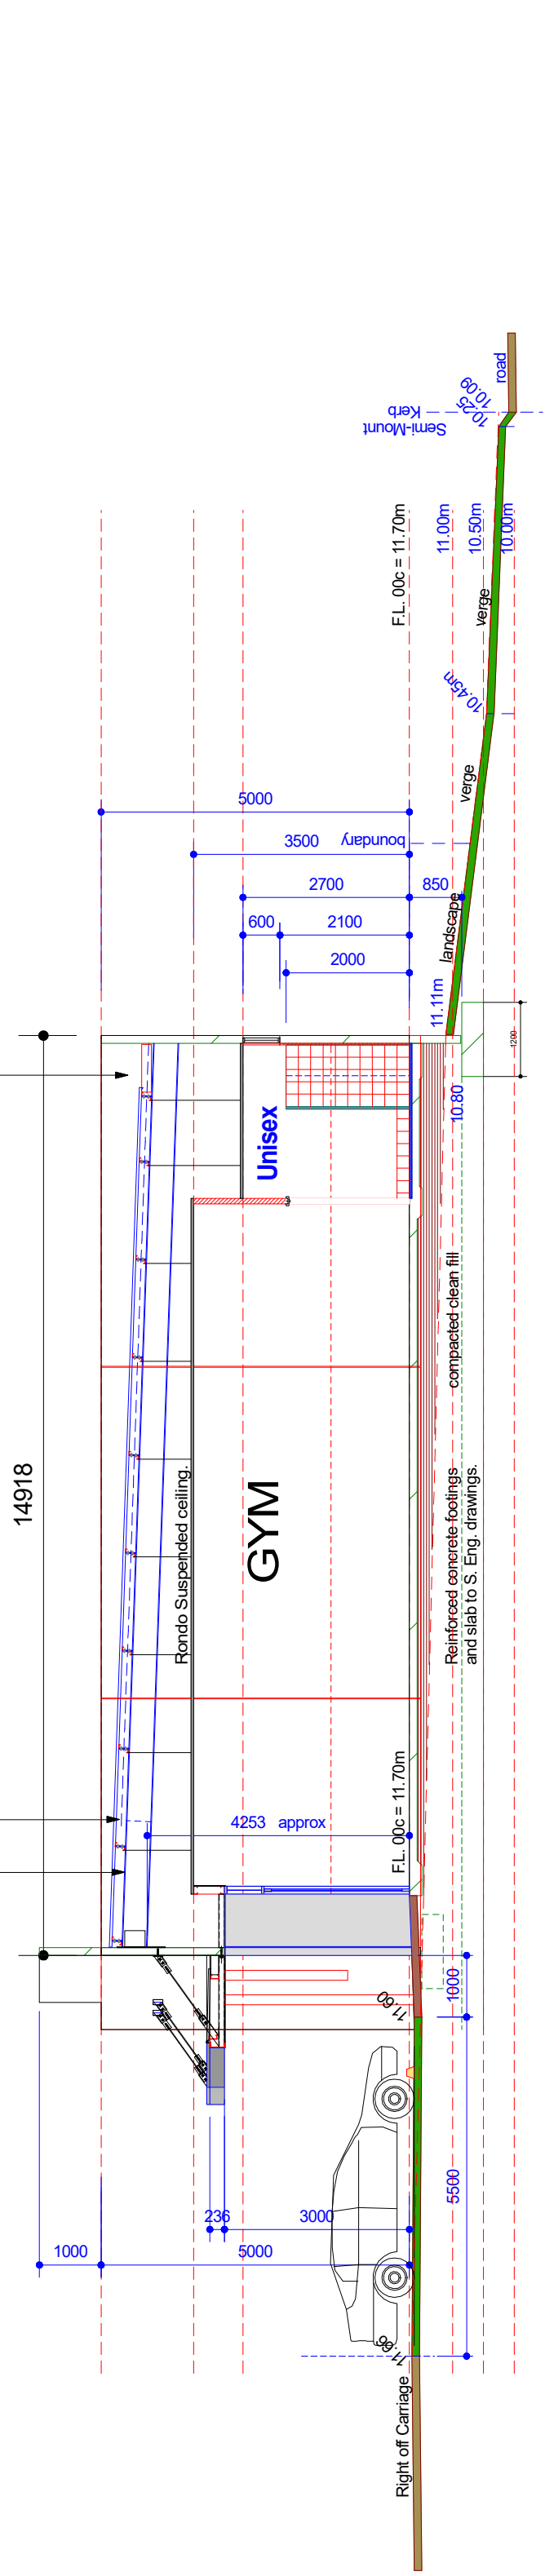 14918
1000
5000
236
3000
Right off Carriage
11.66
5500
11.60
1000
4253 approx
F.L. 00c = 11.70m
Rondo Suspended ceiling.
GYM
Reinforced concrete footings
and slab to S. Eng. drawings.
compacted clean fill
Unisex
10.80
1200
11.11m
landscape
2000
600
2100
2700
850
3500
boundary
5000
verge
10.45m
verge
F.L. 00c = 11.70m
11.00m
10.50m
10.00m
Semi-Mount
Kerb
10.25
10.09
road